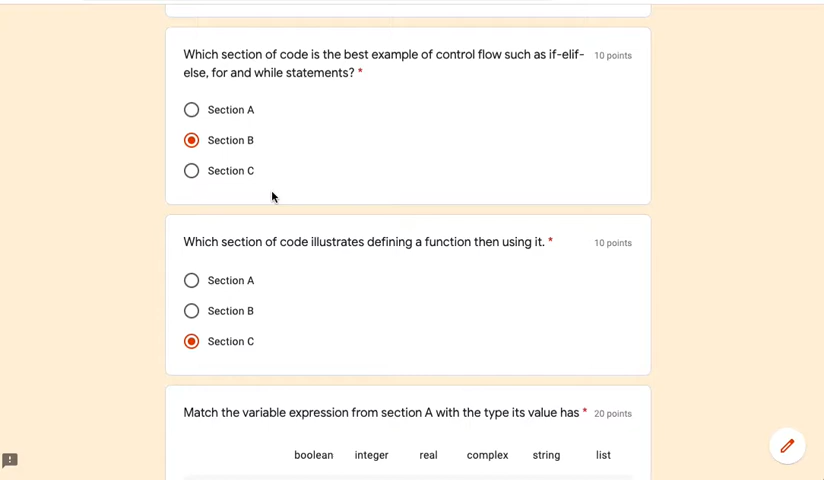 Which section of code is the best example of control flow such as if-elif- 10 points
else, for and while statements? *
Section A
Section B
Section C
Which section of code illustrates defining a function then using it. * 10 points
Section A
Section B
Section C
Match the variable expression from section A with the type its value has * 20 points
boolean integer real complex string list